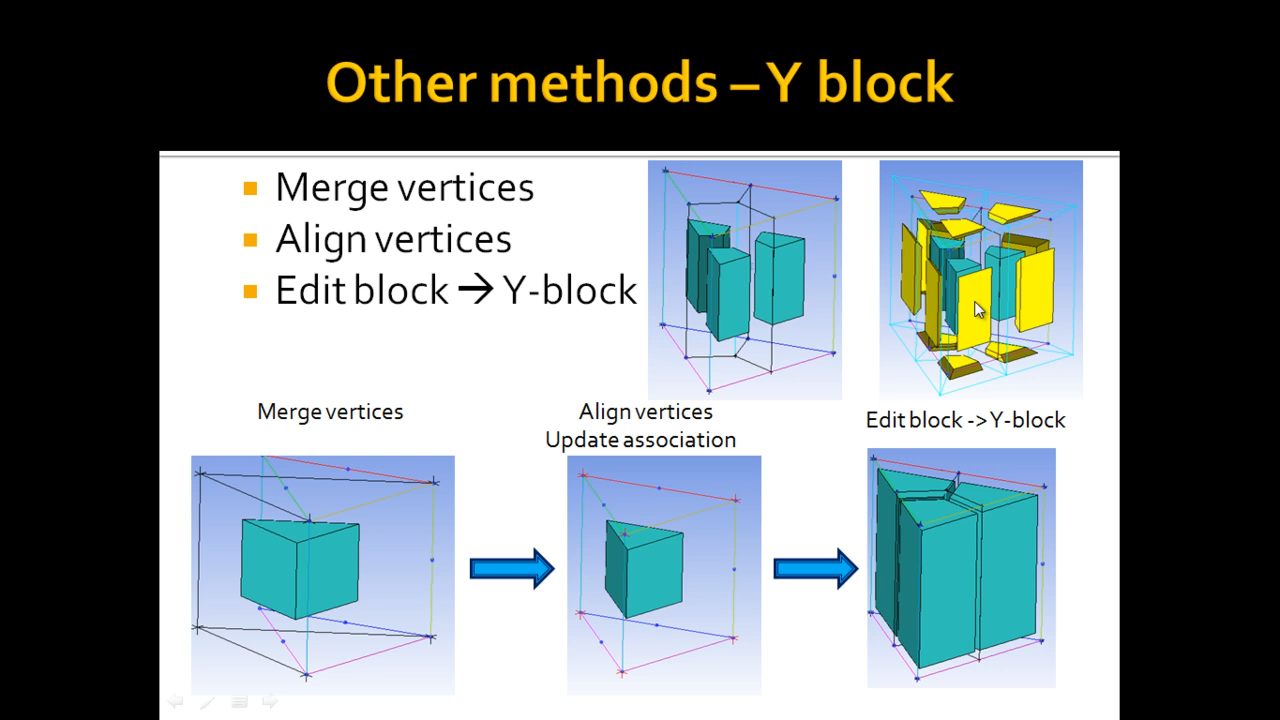 Other methods – Y block
Merge vertices
Align vertices
Edit block → Y-block
Merge vertices
Align vertices
Update association
Edit block -> Y-block